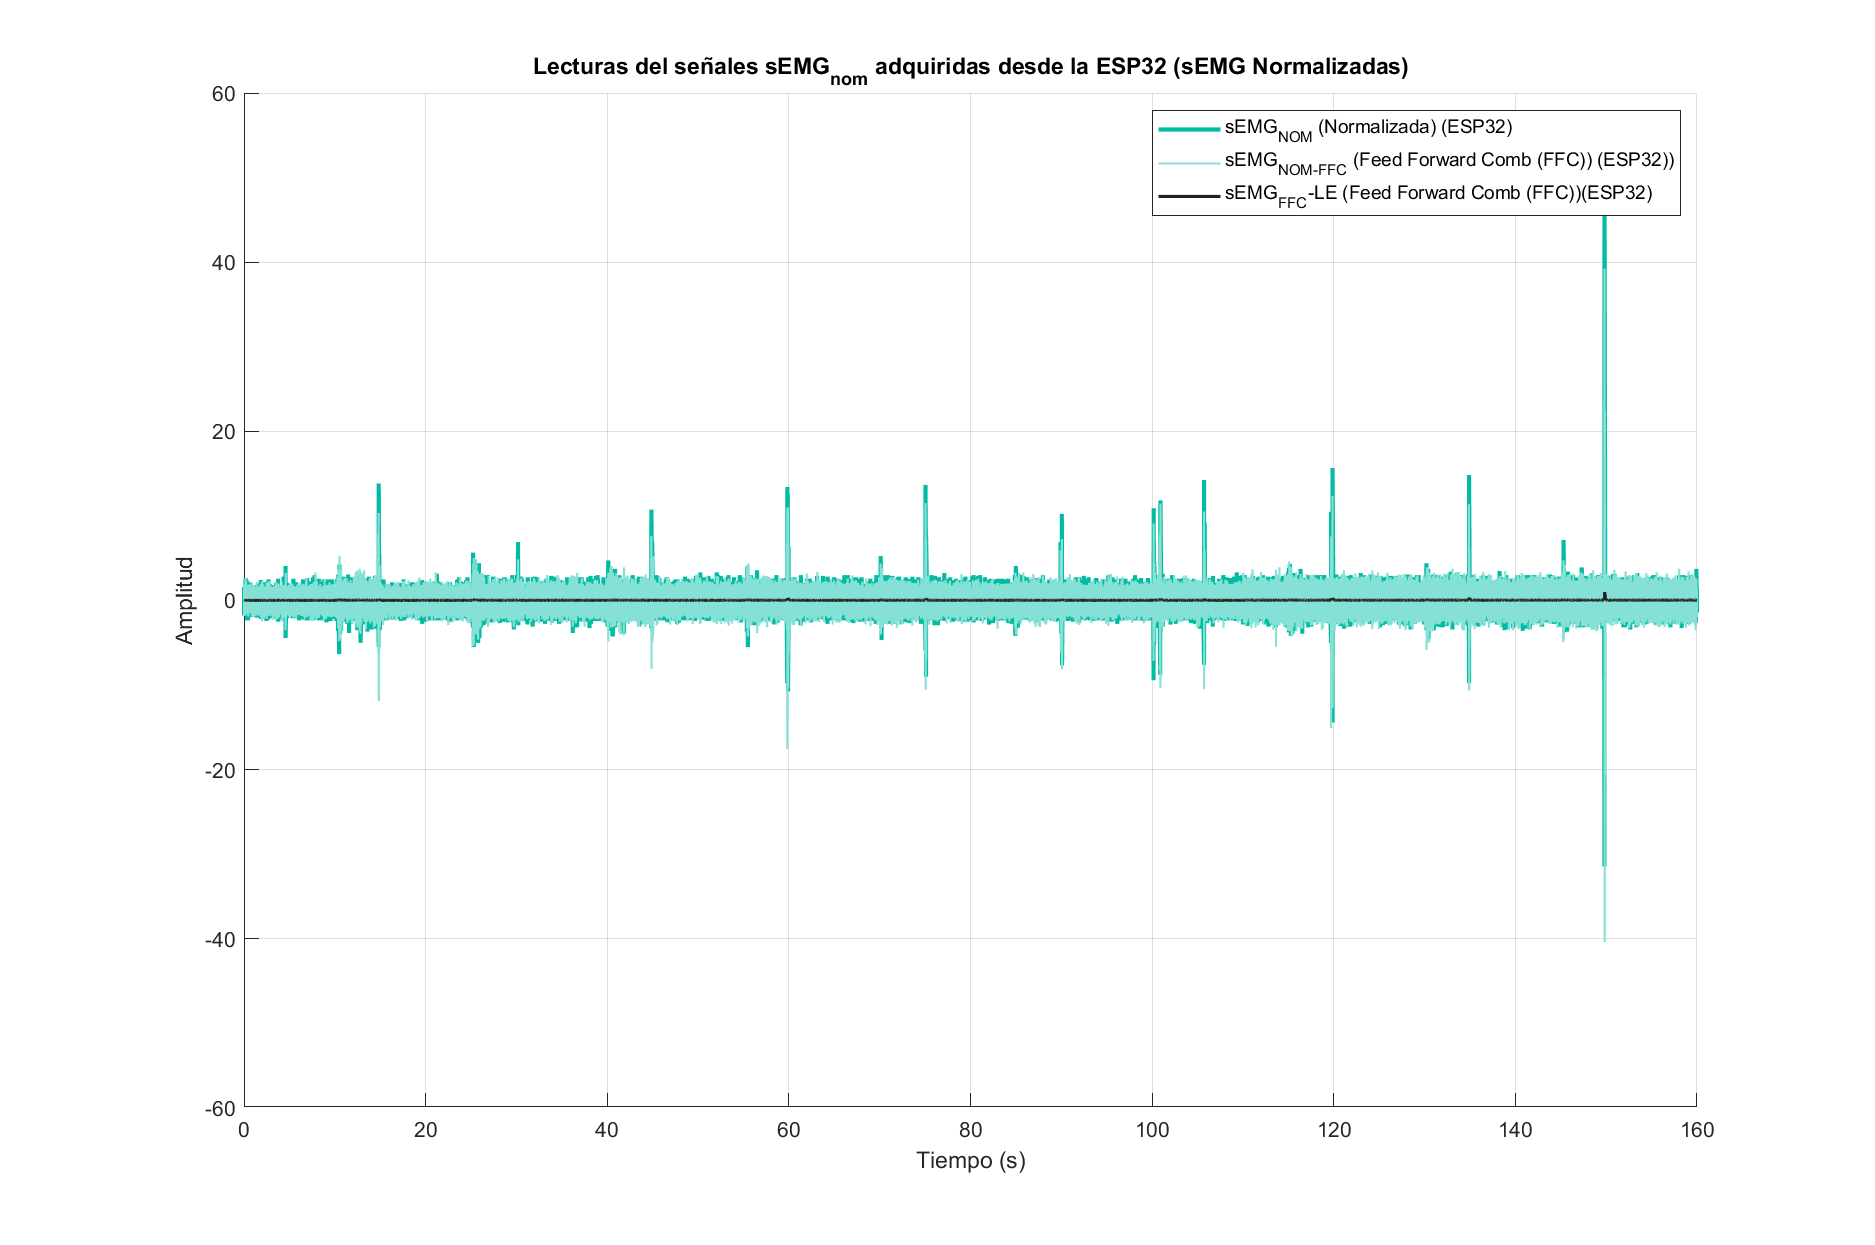 Lecturas del señales sEMGnom adquiridas desde la ESP32 (sEMG Normalizadas)
60
40
20
0
-20
-40
-60
Amplitud
sEMGNOM (Normalizada) (ESP32)
sEMGNOM-FFC (Feed Forward Comb (FFC)) (ESP32))
sEMGFFC-LE (Feed Forward Comb (FFC))(ESP32)
0 20 40 60 80 100 120 140 160
Tiempo (s)